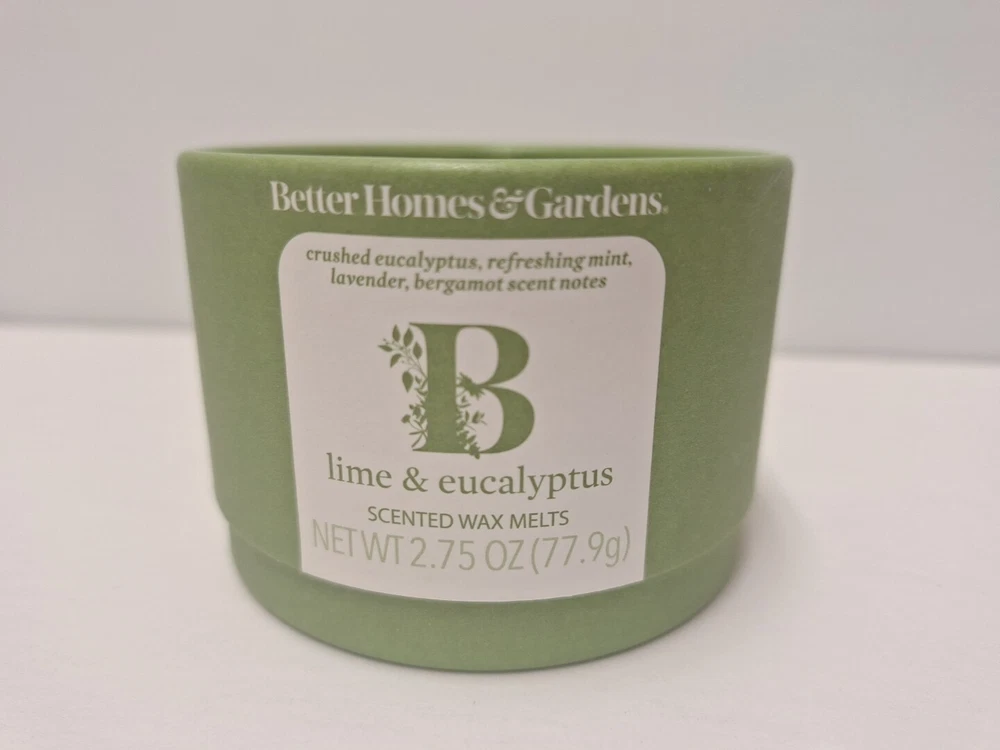 Better Homes & Gardens®
crushed eucalyptus, refreshing mint,
lavender, bergamot scent notes
B
lime & eucalyptus
SCENTED WAX MELTS
NET WT 2.75 OZ (77.9g)